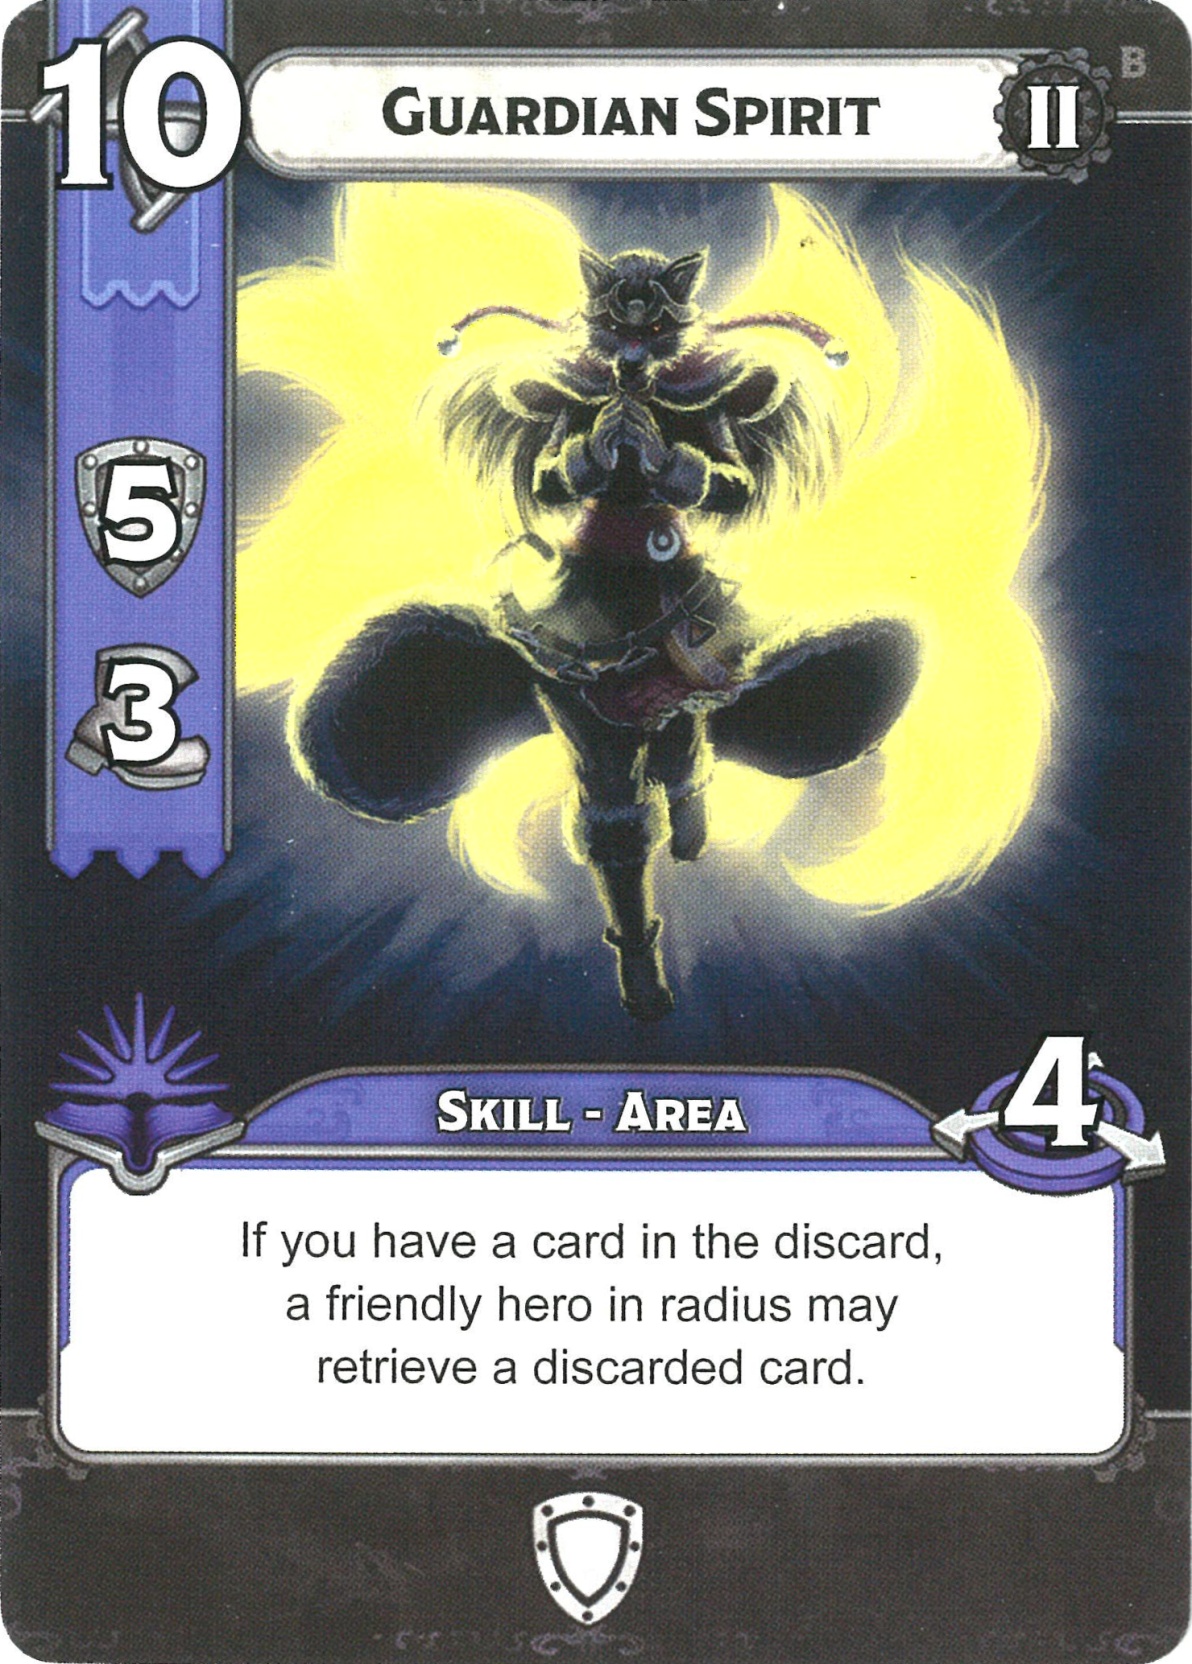 10
GUARDIAN SPIRIT
II
B
5
3
SKILL - AREA
4
If you have a card in the discard,
a friendly hero in radius may
retrieve a discarded card.